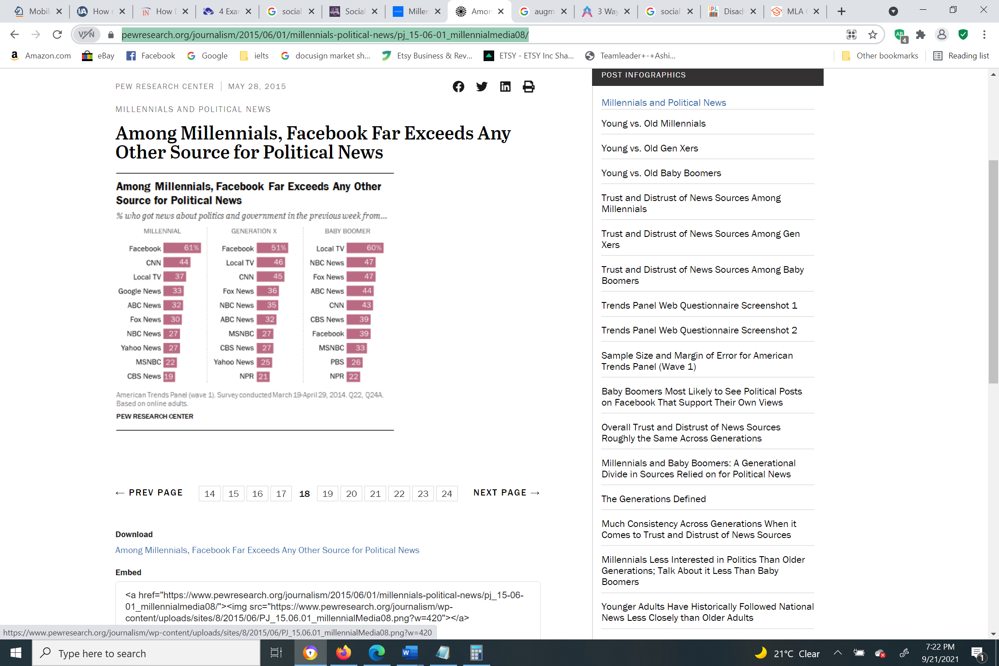 Mobil
How r
How D
4 Exar
social
Social
Millen
Amon
augm
3 Way
social
Disad
MLA
VPN
pewresearch.org/journalism/2015/06/01/millennials-political-news/pj_15-06-01_millennialmedia08/
AB
4
Amazon.com
eBay
Facebook
Google
ielts
docusign market sh...
Etsy Business & Rev...
ETSY - ETSY Inc Sha...
Teamleader+-+Ashi...
Other bookmarks
Reading list
PEW RESEARCH CENTER | MAY 28, 2015
MILLENNIALS AND POLITICAL NEWS
Among Millennials, Facebook Far Exceeds Any
Other Source for Political News
Among Millennials, Facebook Far Exceeds Any Other
Source for Political News
% who got news about politics and government in the previous week from...
MILLENNIAL
Facebook 61%
CNN 44
Local TV 37
Google News 33
ABC News 32
Fox News 30
NBC News 27
Yahoo News 27
MSNBC 22
CBS News 19
GENERATION X
Facebook 51%
Local TV 46
CNN 45
Fox News 36
NBC News 35
ABC News 32
MSNBC 27
CBS News 27
Yahoo News 25
NPR 21
BABY BOOMER
Local TV 60%
NBC News 47
Fox News 47
ABC News 44
CNN 43
CBS News 39
Facebook 39
MSNBC 33
PBS 26
NPR 22
American Trends Panel (wave 1). Survey conducted March 19-April 29, 2014. Q22, Q24A.
Based on online adults.
PEW RESEARCH CENTER
← PREV PAGE 14 15 16 17 18 19 20 21 22 23 24 NEXT PAGE →
Download
Among Millennials, Facebook Far Exceeds Any Other Source for Political News
Embed
<a href="https://www.pewresearch.org/journalism/2015/06/01/millennials-political-news/pj_15-06-
01_millennialmedia08/"><img src="https://www.pewresearch.org/journalism/wp-
content/uploads/sites/8/2015/06/PJ_15.06.01_millennialMedia08.png?w=420"></a>
https://www.pewresearch.org/journalism/wp-content/uploads/sites/8/2015/06/PJ_15.06.01_millennialMedia08.png?w=420
POST INFOGRAPHICS
Millennials and Political News
Young vs. Old Millennials
Young vs. Old Gen Xers
Young vs. Old Baby Boomers
Trust and Distrust of News Sources Among
Millennials
Trust and Distrust of News Sources Among Gen
Xers
Trust and Distrust of News Sources Among Baby
Boomers
Trends Panel Web Questionnaire Screenshot 1
Trends Panel Web Questionnaire Screenshot 2
Sample Size and Margin of Error for American
Trends Panel (Wave 1)
Baby Boomers Most Likely to See Political Posts
on Facebook That Support Their Own Views
Overall Trust and Distrust of News Sources
Roughly the Same Across Generations
Millennials and Baby Boomers: A Generational
Divide in Sources Relied on for Political News
The Generations Defined
Much Consistency Across Generations When it
Comes to Trust and Distrust of News Sources
Millennials Less Interested in Politics Than Older
Generations; Talk About it Less Than Baby
Boomers
Younger Adults Have Historically Followed National
News Less Closely than Older Adults
Type here to search
21°C Clear
7:22 PM
9/21/2021
1